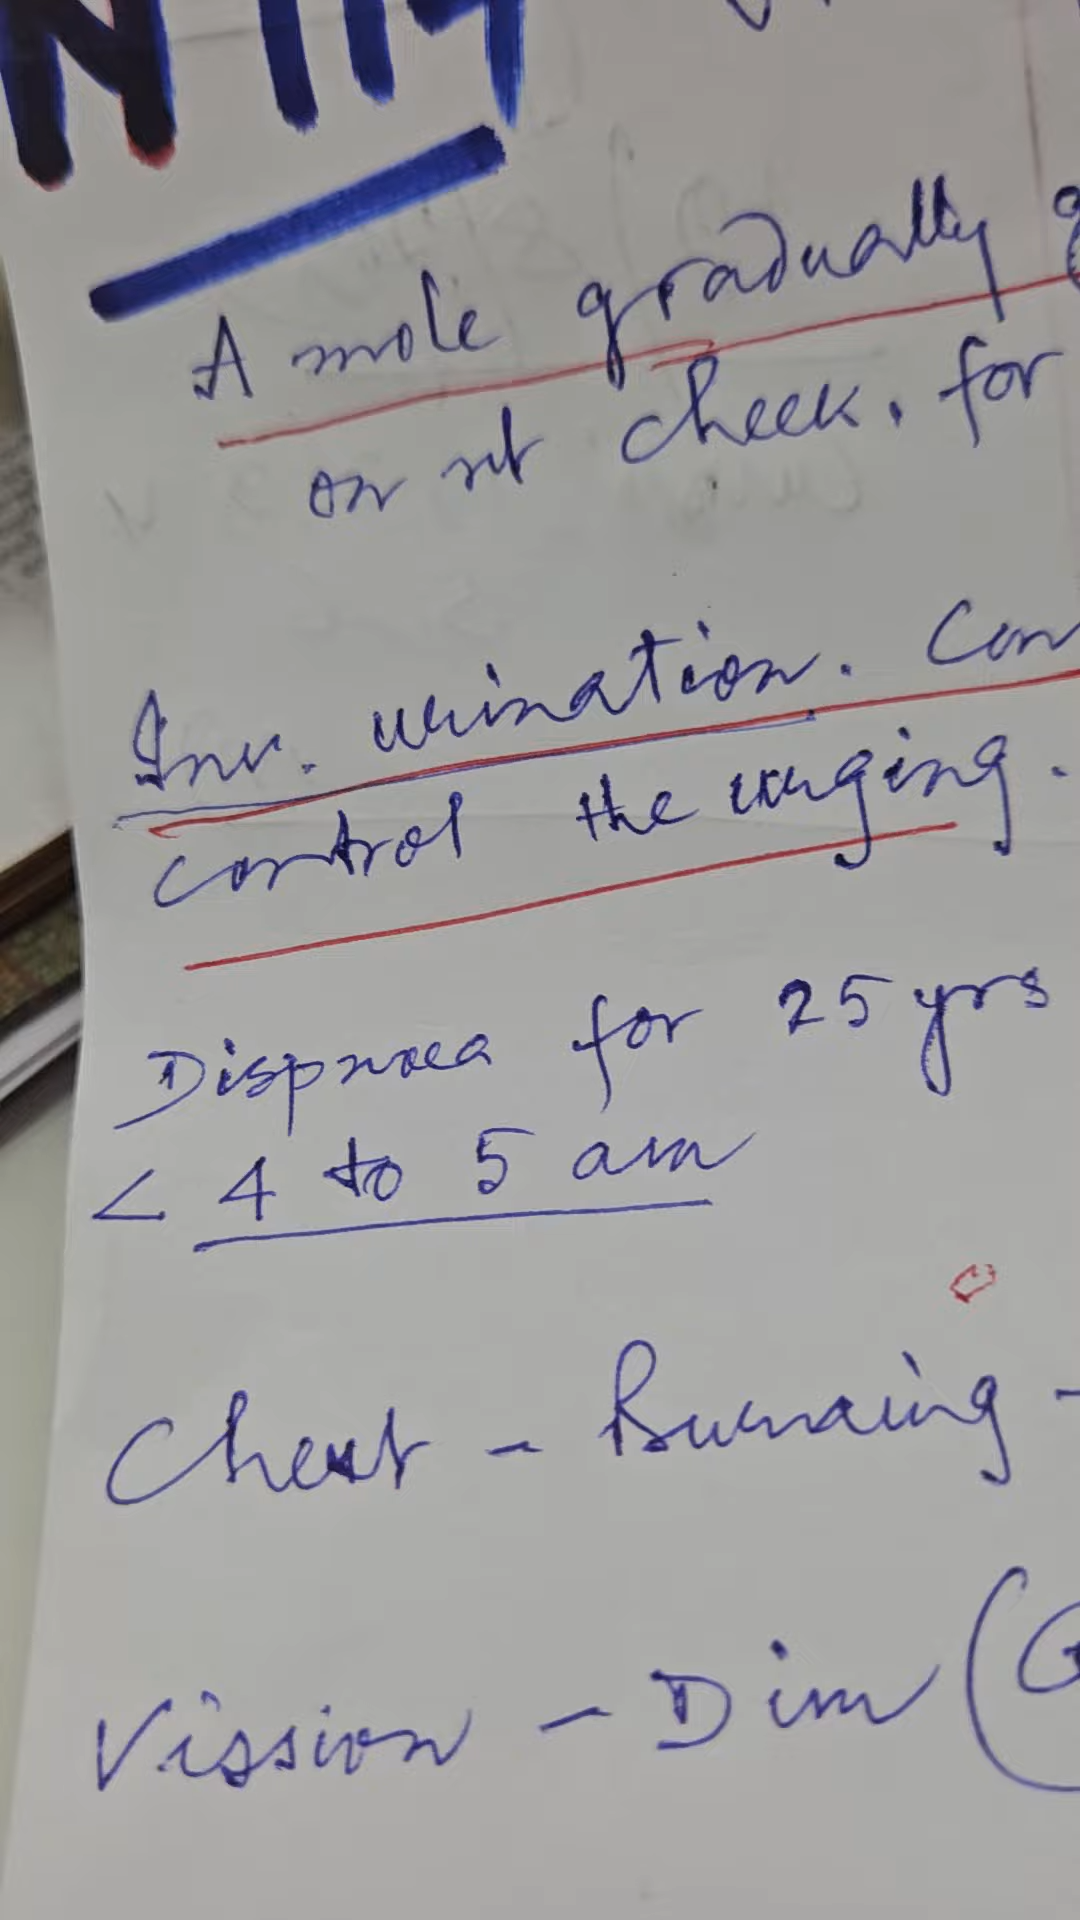 A mole gradually
on rt cheek. for
Inv. urination. Can
control the urging.
Dispnoea for 25 yrs
< 4 to 5 am
Chest - Burning -
Vission - Dim (